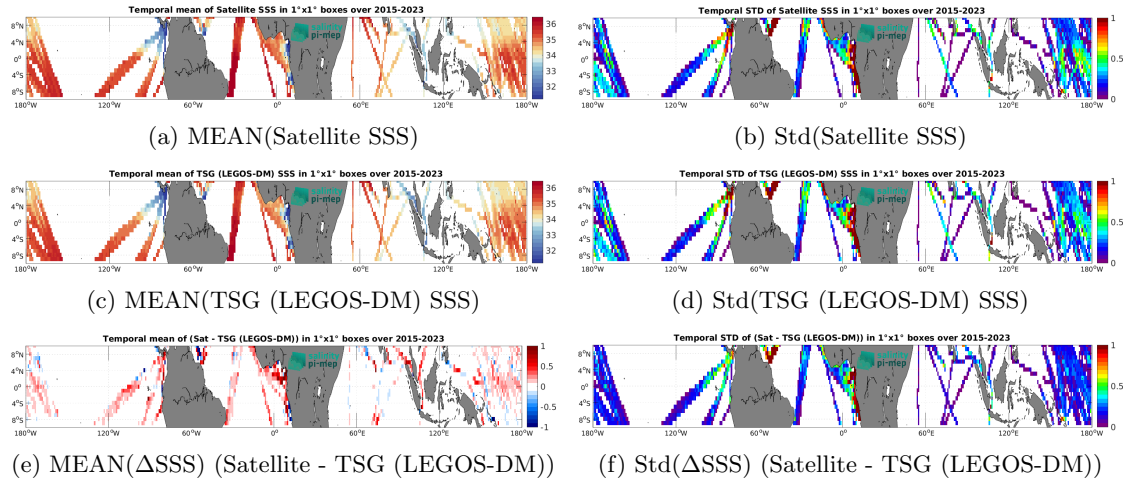 Temporal mean of Satellite SSS in 1°x1° boxes over 2015-2023
8°N
4°N
0°
4°S
8°S
180°W 120°W 60°W 0° 60°E 120°E 180°W
36
35
34
33
32
salinity
pi-mep
(a) MEAN(Satellite SSS)
Temporal STD of Satellite SSS in 1°x1° boxes over 2015-2023
8°N
4°N
0°
4°S
8°S
180°W 120°W 60°W 0° 60°E 120°E 180°W
1
0.5
0
salinity
pi-mep
(b) Std(Satellite SSS)
Temporal mean of TSG (LEGOS-DM) SSS in 1°x1° boxes over 2015-2023
8°N
4°N
0°
4°S
8°S
180°W 120°W 60°W 0° 60°E 120°E 180°W
36
35
34
33
32
salinity
pi-mep
(c) MEAN(TSG (LEGOS-DM) SSS)
Temporal STD of TSG (LEGOS-DM) SSS in 1°x1° boxes over 2015-2023
8°N
4°N
0°
4°S
8°S
180°W 120°W 60°W 0° 60°E 120°E 180°W
1
0.5
0
salinity
pi-mep
(d) Std(TSG (LEGOS-DM) SSS)
Temporal mean of (Sat - TSG (LEGOS-DM)) in 1°x1° boxes over 2015-2023
8°N
4°N
0°
4°S
8°S
180°W 120°W 60°W 0° 60°E 120°E 180°W
1
0.5
0
-0.5
-1
salinity
pi-mep
(e) MEAN(ΔSSS) (Satellite - TSG (LEGOS-DM))
Temporal STD of (Sat - TSG (LEGOS-DM)) in 1°x1° boxes over 2015-2023
8°N
4°N
0°
4°S
8°S
180°W 120°W 60°W 0° 60°E 120°E 180°W
1
0.5
0
salinity
pi-mep
(f) Std(ΔSSS) (Satellite - TSG (LEGOS-DM))